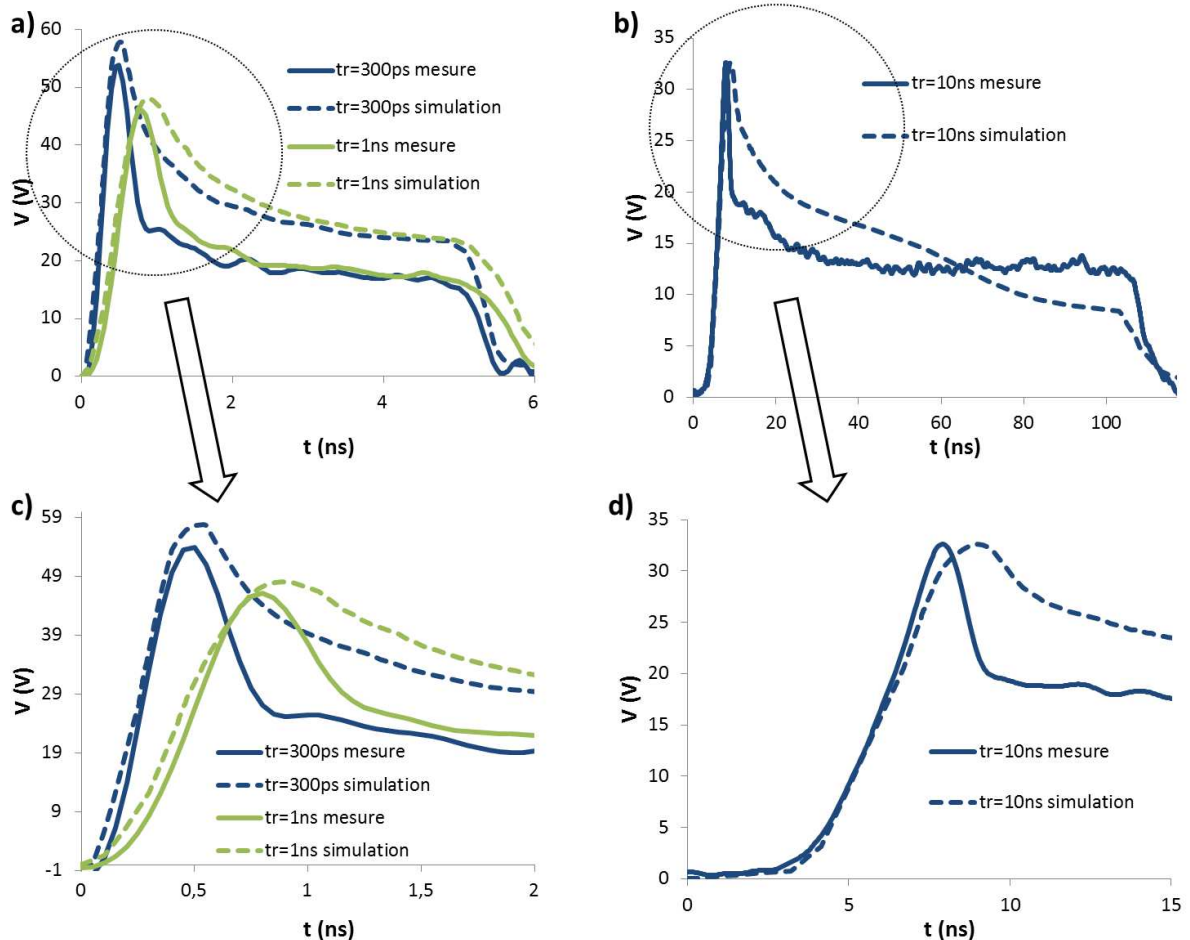 a)
60
50
40
30
20
10
0
V (V)
0
2
4
6
t (ns)
tr=300ps mesure
tr=300ps simulation
tr=1ns mesure
tr=1ns simulation
b)
35
30
25
20
15
10
5
0
V (V)
0
20
40
60
80
100
t (ns)
tr=10ns mesure
tr=10ns simulation
c)
59
49
39
29
19
9
-1
V (V)
0
0,5
1
1,5
2
t (ns)
tr=300ps mesure
tr=300ps simulation
tr=1ns mesure
tr=1ns simulation
d)
35
30
25
20
15
10
5
0
V (V)
0
5
10
15
t (ns)
tr=10ns mesure
tr=10ns simulation